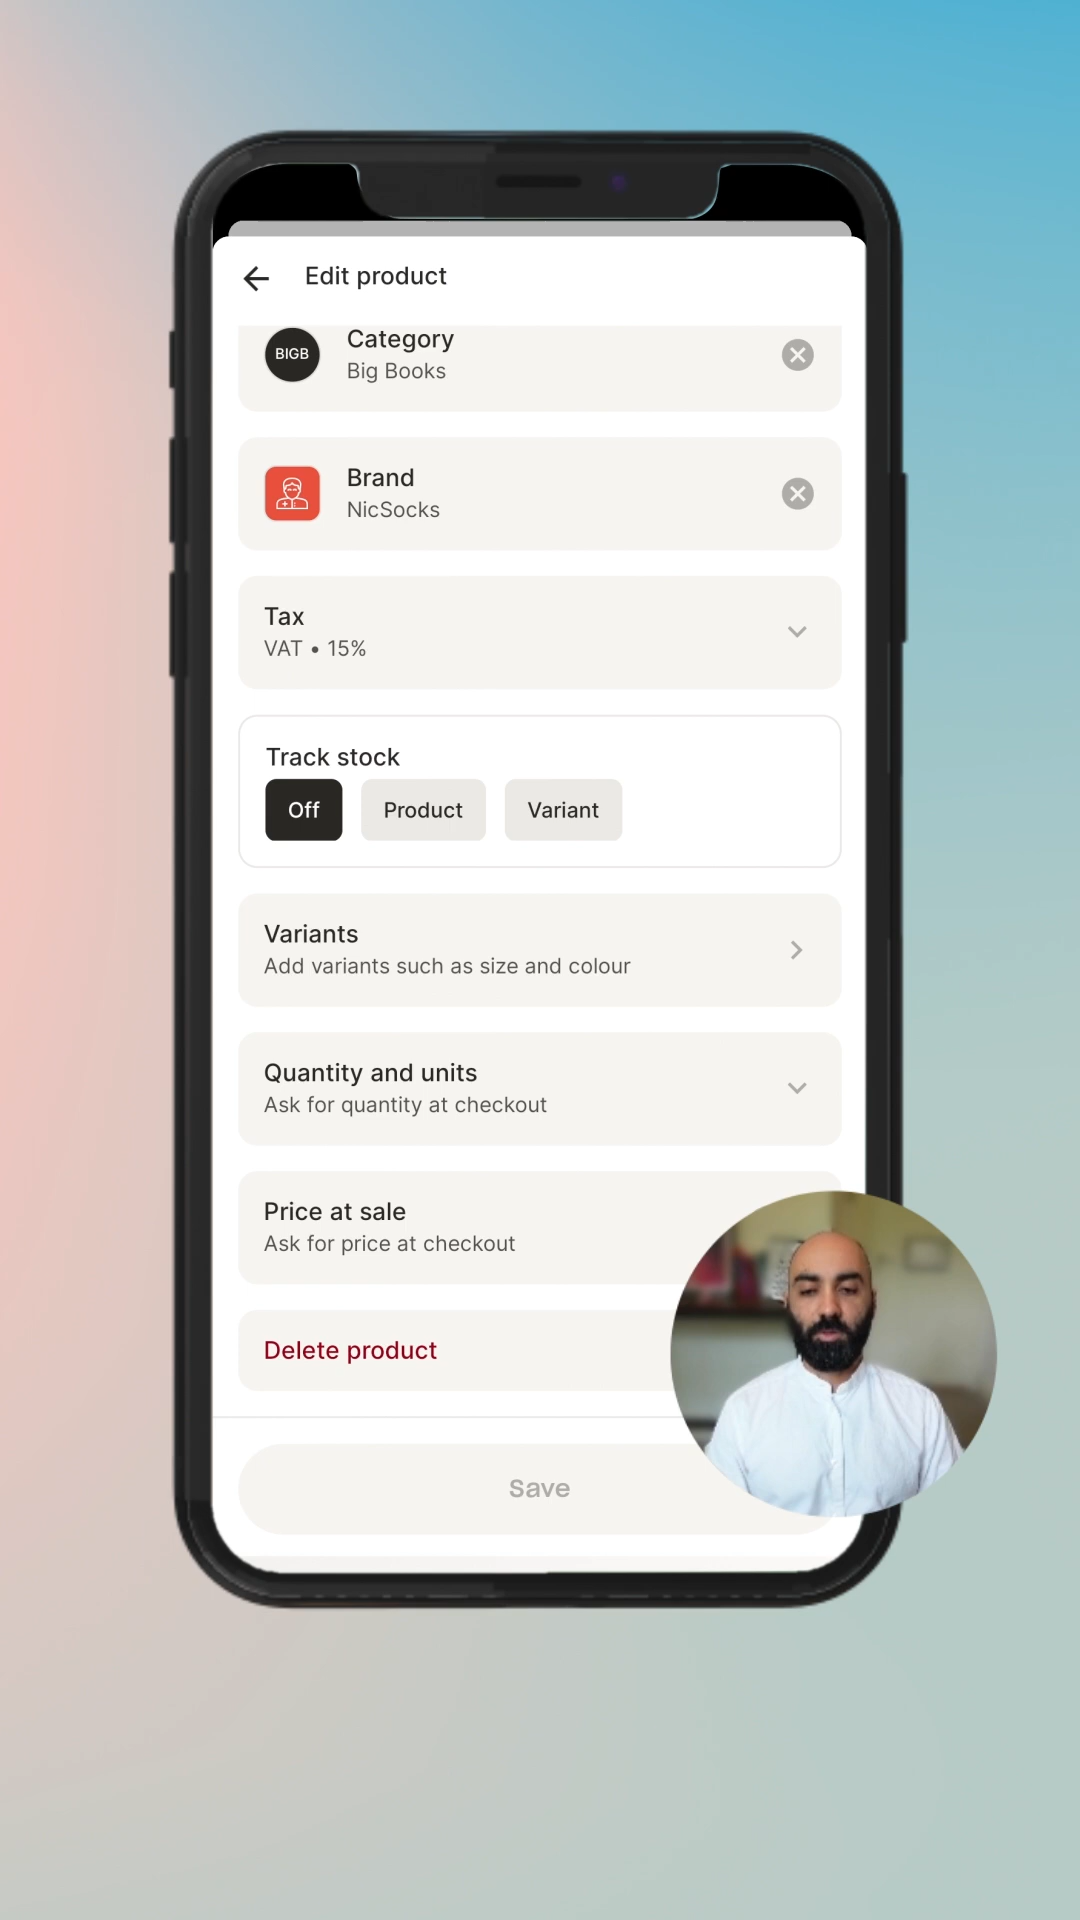 Edit product
BIGB
Category
Big Books
Brand
NicSocks
Tax
VAT • 15%
Track stock
Off
Product
Variant
Variants
Add variants such as size and colour
Quantity and units
Ask for quantity at checkout
Price at sale
Ask for price at checkout
Delete product
Save